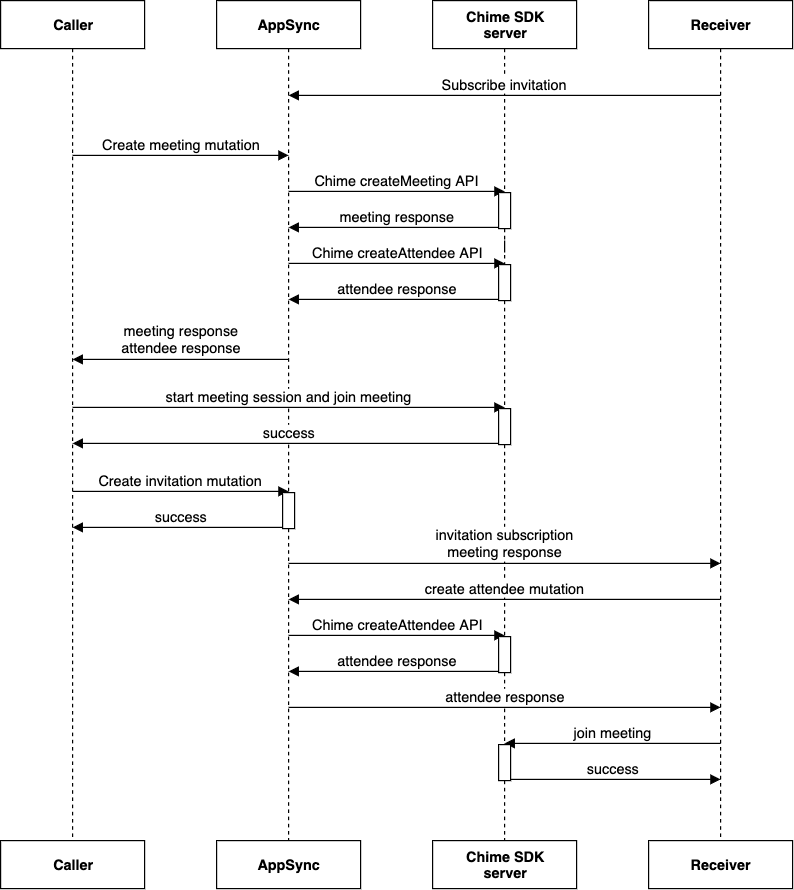 Caller
AppSync
Chime SDK
server
Receiver
Subscribe invitation
Create meeting mutation
Chime createMeeting API
meeting response
Chime createAttendee API
attendee response
meeting response
attendee response
start meeting session and join meeting
success
Create invitation mutation
success
invitation subscription
meeting response
create attendee mutation
Chime createAttendee API
attendee response
attendee response
join meeting
success
Caller
AppSync
Chime SDK
server
Receiver